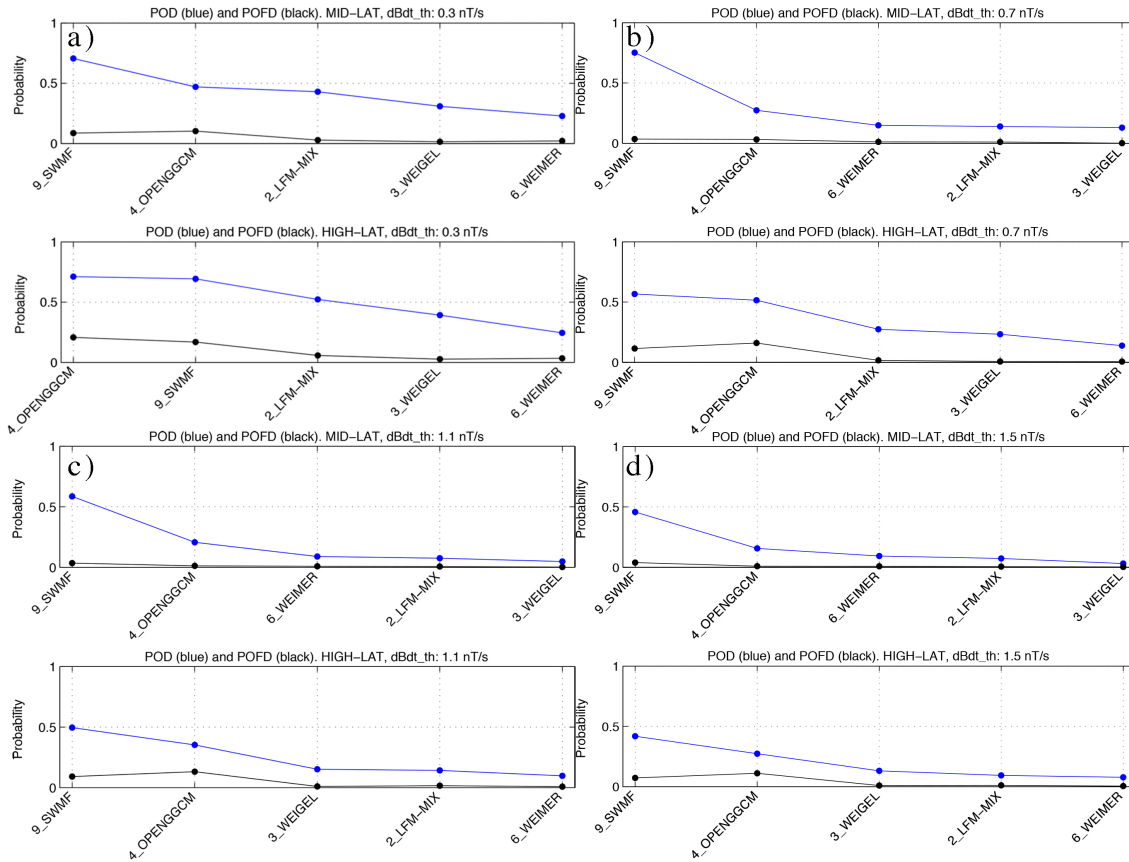 POD (blue) and POFD (black). MID−LAT, dBdt_th: 0.3 nT/s
a)
Probability
1
0.5
0
9_SWMF
4_OPENGGCM
2_LFM−MIX
3_WEIGEL
6_WEIMER
POD (blue) and POFD (black). HIGH−LAT, dBdt_th: 0.3 nT/s
Probability
1
0.5
0
4_OPENGGCM
9_SWMF
2_LFM−MIX
3_WEIGEL
6_WEIMER
POD (blue) and POFD (black). MID−LAT, dBdt_th: 0.7 nT/s
b)
Probability
1
0.5
0
9_SWMF
4_OPENGGCM
6_WEIMER
2_LFM−MIX
3_WEIGEL
POD (blue) and POFD (black). HIGH−LAT, dBdt_th: 0.7 nT/s
Probability
1
0.5
0
9_SWMF
4_OPENGGCM
2_LFM−MIX
3_WEIGEL
6_WEIMER
POD (blue) and POFD (black). MID−LAT, dBdt_th: 1.1 nT/s
c)
Probability
1
0.5
0
9_SWMF
4_OPENGGCM
6_WEIMER
2_LFM−MIX
3_WEIGEL
POD (blue) and POFD (black). HIGH−LAT, dBdt_th: 1.1 nT/s
Probability
1
0.5
0
9_SWMF
4_OPENGGCM
3_WEIGEL
2_LFM−MIX
6_WEIMER
POD (blue) and POFD (black). MID−LAT, dBdt_th: 1.5 nT/s
d)
Probability
1
0.5
0
9_SWMF
4_OPENGGCM
6_WEIMER
2_LFM−MIX
3_WEIGEL
POD (blue) and POFD (black). HIGH−LAT, dBdt_th: 1.5 nT/s
Probability
1
0.5
0
9_SWMF
4_OPENGGCM
3_WEIGEL
2_LFM−MIX
6_WEIMER